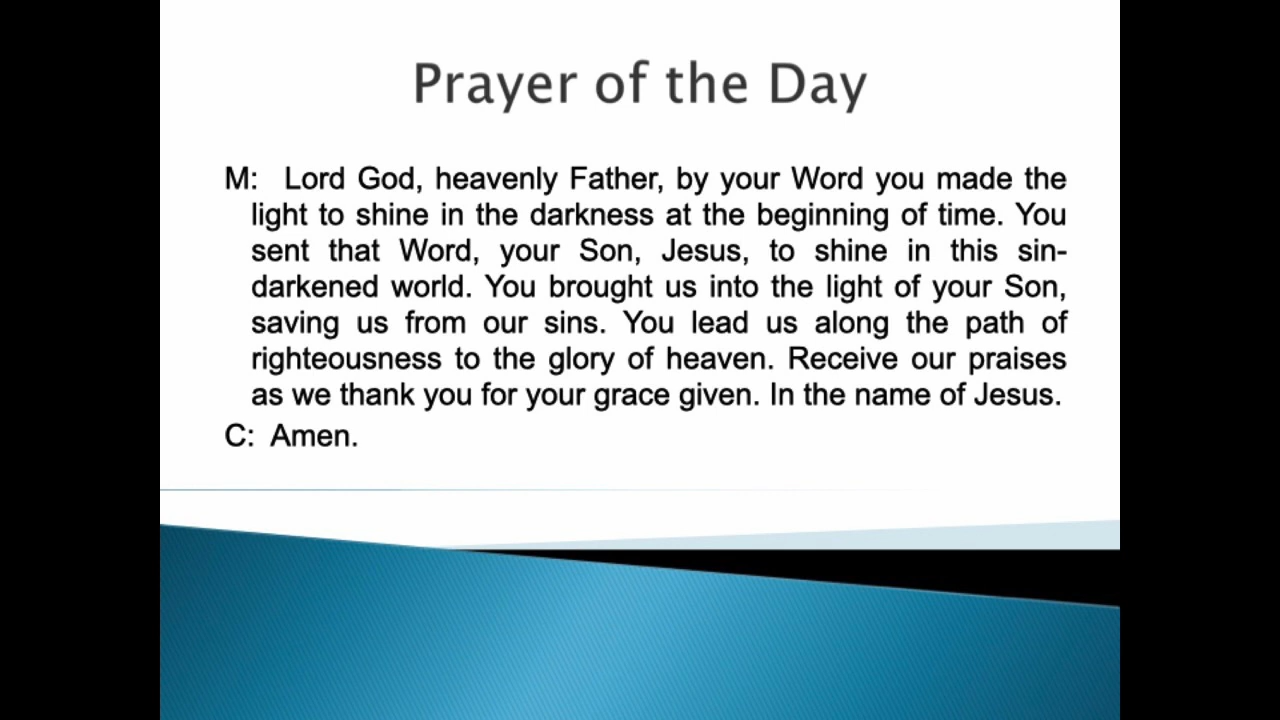 Prayer of the Day
M: Lord God, heavenly Father, by your Word you made the
light to shine in the darkness at the beginning of time. You
sent that Word, your Son, Jesus, to shine in this sin-
darkened world. You brought us into the light of your Son,
saving us from our sins. You lead us along the path of
righteousness to the glory of heaven. Receive our praises
as we thank you for your grace given. In the name of Jesus.
C: Amen.